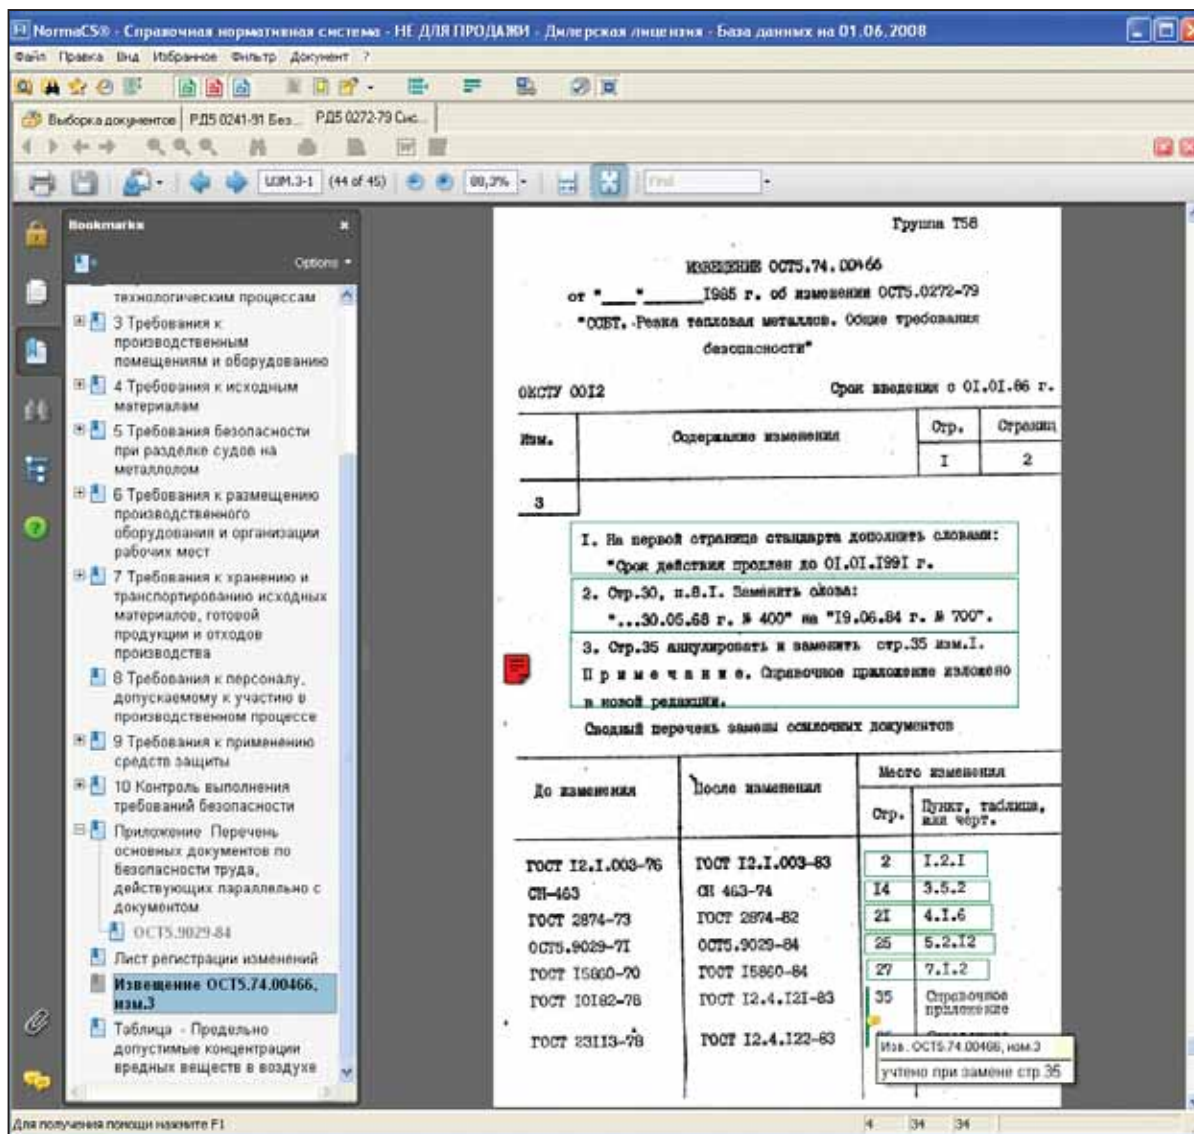 NormaCS® - Справочная нормативная система - НЕ ДЛЯ ПРОДАЖИ - Дилерская лицензия - База данных на 01.06.2008
Файл Правка Вид Избранное Фильтр Документ ?
Выборка документов РД5 0241-91 Без... РД5 0272-79 Сис...
ИЗМ.3-1 (44 of 45) 88,3% Find
Bookmarks
Options
технологическим процессам
3 Требования к
производственным
помещениям и оборудованию
4 Требования к исходным
материалам
5 Требования безопасности
при разделке судов на
металлолом
6 Требования к размещению
производственного
оборудования и организации
рабочих мест
7 Требования к хранению и
транспортированию исходных
материалов, готовой
продукции и отходов
производства
8 Требования к персоналу,
допускаемому к участию в
производственном процессе
9 Требования к применению
средств защиты
10 Контроль выполнения
требований безопасности
Приложение Перечень
основных документов по
безопасности труда,
действующих параллельно с
документом
ОСТ5.9029-84
Лист регистрации изменений
Извещение ОСТ5.74.00466,
изм.3
Таблица - Предельно
допустимые концентрации
вредных веществ в воздухе
Группа Т58
ИЗВЕЩЕНИЕ ОСТ5.74.00466
от "___"______1985 г. об изменении ОСТ5.0272-79
"ССБТ. Резка тепловая металлов. Общие требования
безопасности"
ОКСТУ 0012 Срок введения с 01.01.86 г.
Изм. Содержание изменения Стр. Страниц
1 2
3
1. На первой странице стандарта дополнить словами:
"Срок действия продлен до 01.01.1991 г.
2. Стр.30, п.8.1. Заменить слова:
"...30.05.68 г. № 400" на "19.06.84 г. № 700".
3. Стр.35 аннулировать и заменить стр.35 изм.1.
Примечание. Справочное приложение изложено
в новой редакции.
Сводный перечень замены ссылочных документов
До изменения После изменения Место изменения
Стр. Пункт, таблица,
или черт.
ГОСТ 12.1.003-76 ГОСТ 12.1.003-83 2 1.2.1
СН-463 СН 463-74 14 3.5.2
ГОСТ 2874-73 ГОСТ 2874-82 21 4.1.6
ОСТ5.9029-71 ОСТ5.9029-84 25 5.2.12
ГОСТ 15860-70 ГОСТ 15860-84 27 7.1.2
ГОСТ 10182-78 ГОСТ 12.4.121-83 35 Справочное
приложение
ГОСТ 23113-78 ГОСТ 12.4.122-83
Изв. ОСТ5.74.00466, изм.3
учтено при замене стр.35
Для получения помощи нажмите F1 4 34 34